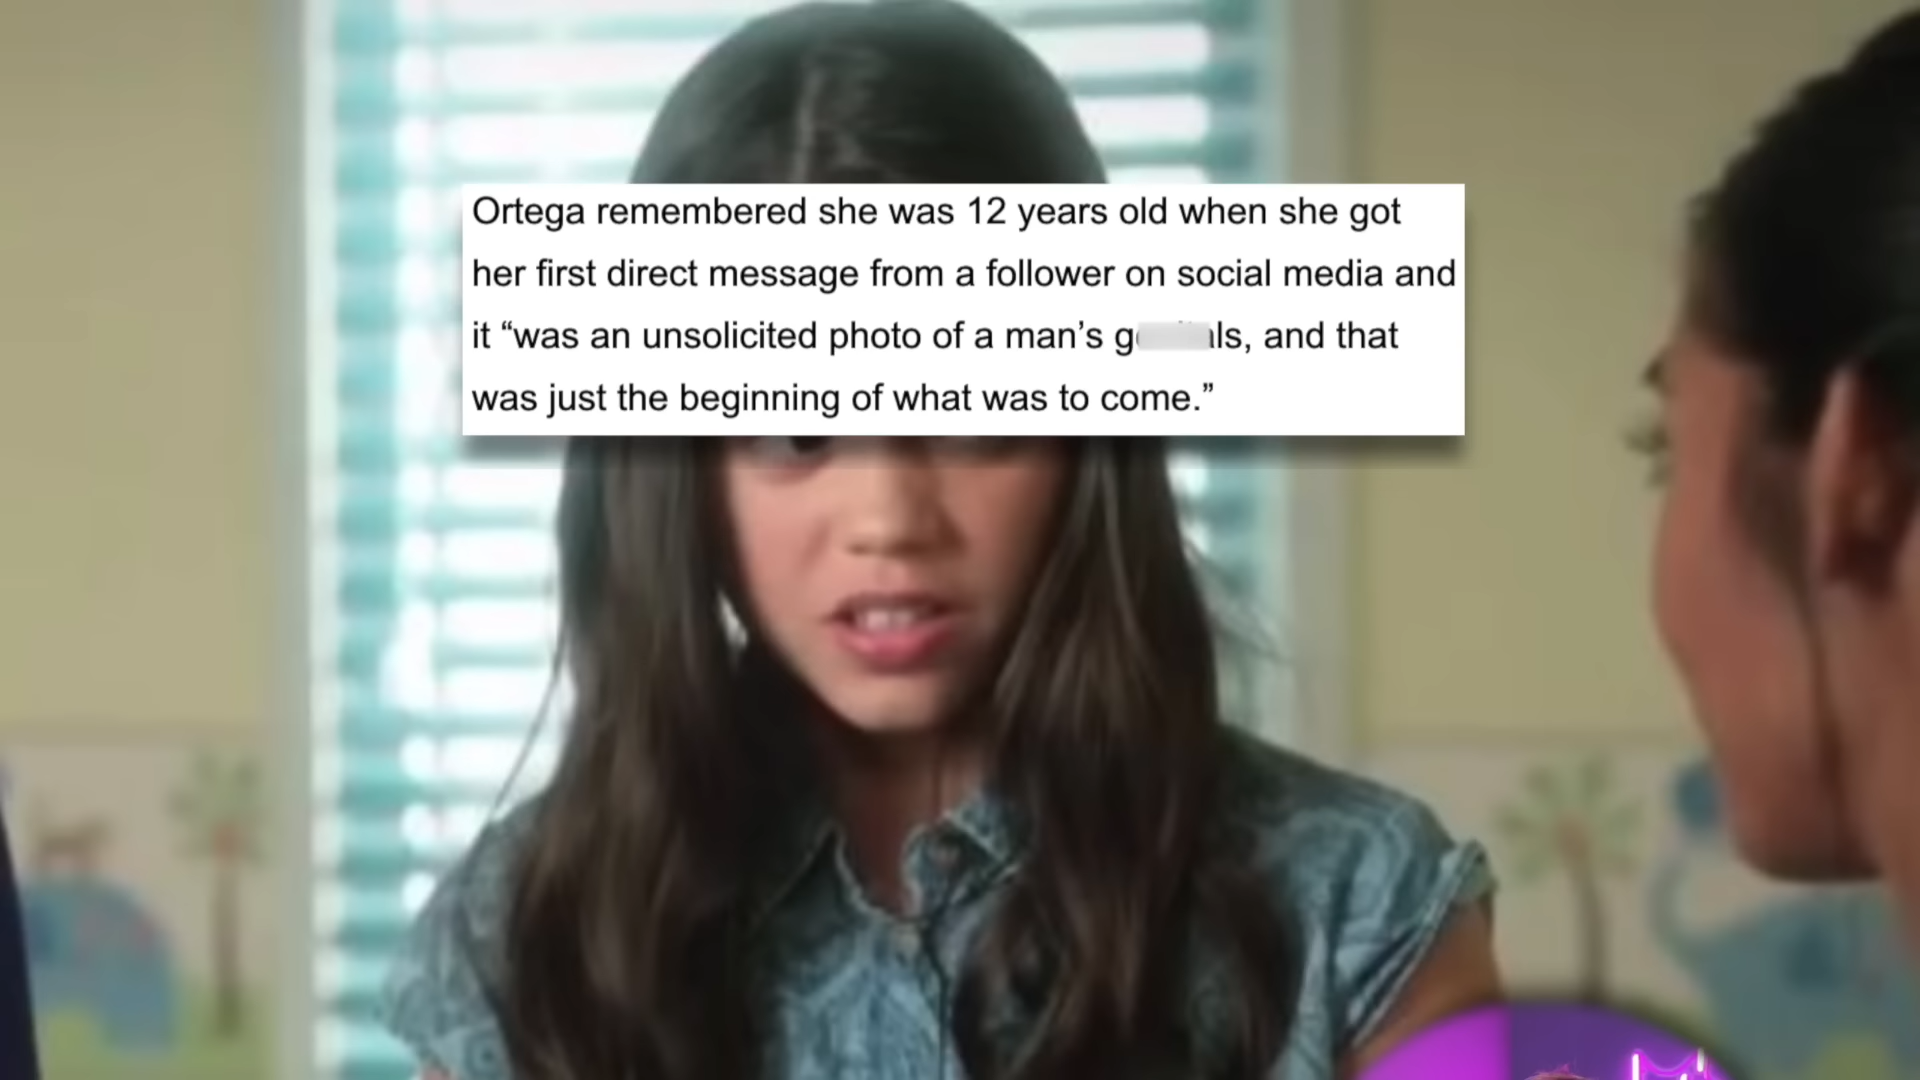 Ortega remembered she was 12 years old when she got
her first direct message from a follower on social media and
it “was an unsolicited photo of a man’s g ls, and that
was just the beginning of what was to come.”